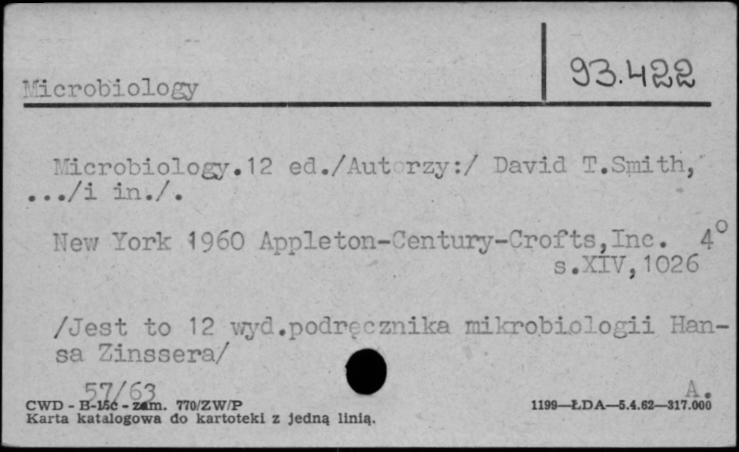 93.422
Microbiology
Microbiology.12 ed./Autorzy:/ David T.Smith,
.../i in./.
New York 1960 Appleton-Century-Crofts,Inc. 4°
s.XIV,1026
/Jest to 12 wyd.podręcznika mikrobiologii Han-
sa Zinssera/
57/63 A.
CWD - B-15c - zam. 770/ZW/P 1199—ŁDA—5.4.62—317.000
Karta katalogowa do kartoteki z jedną linią.